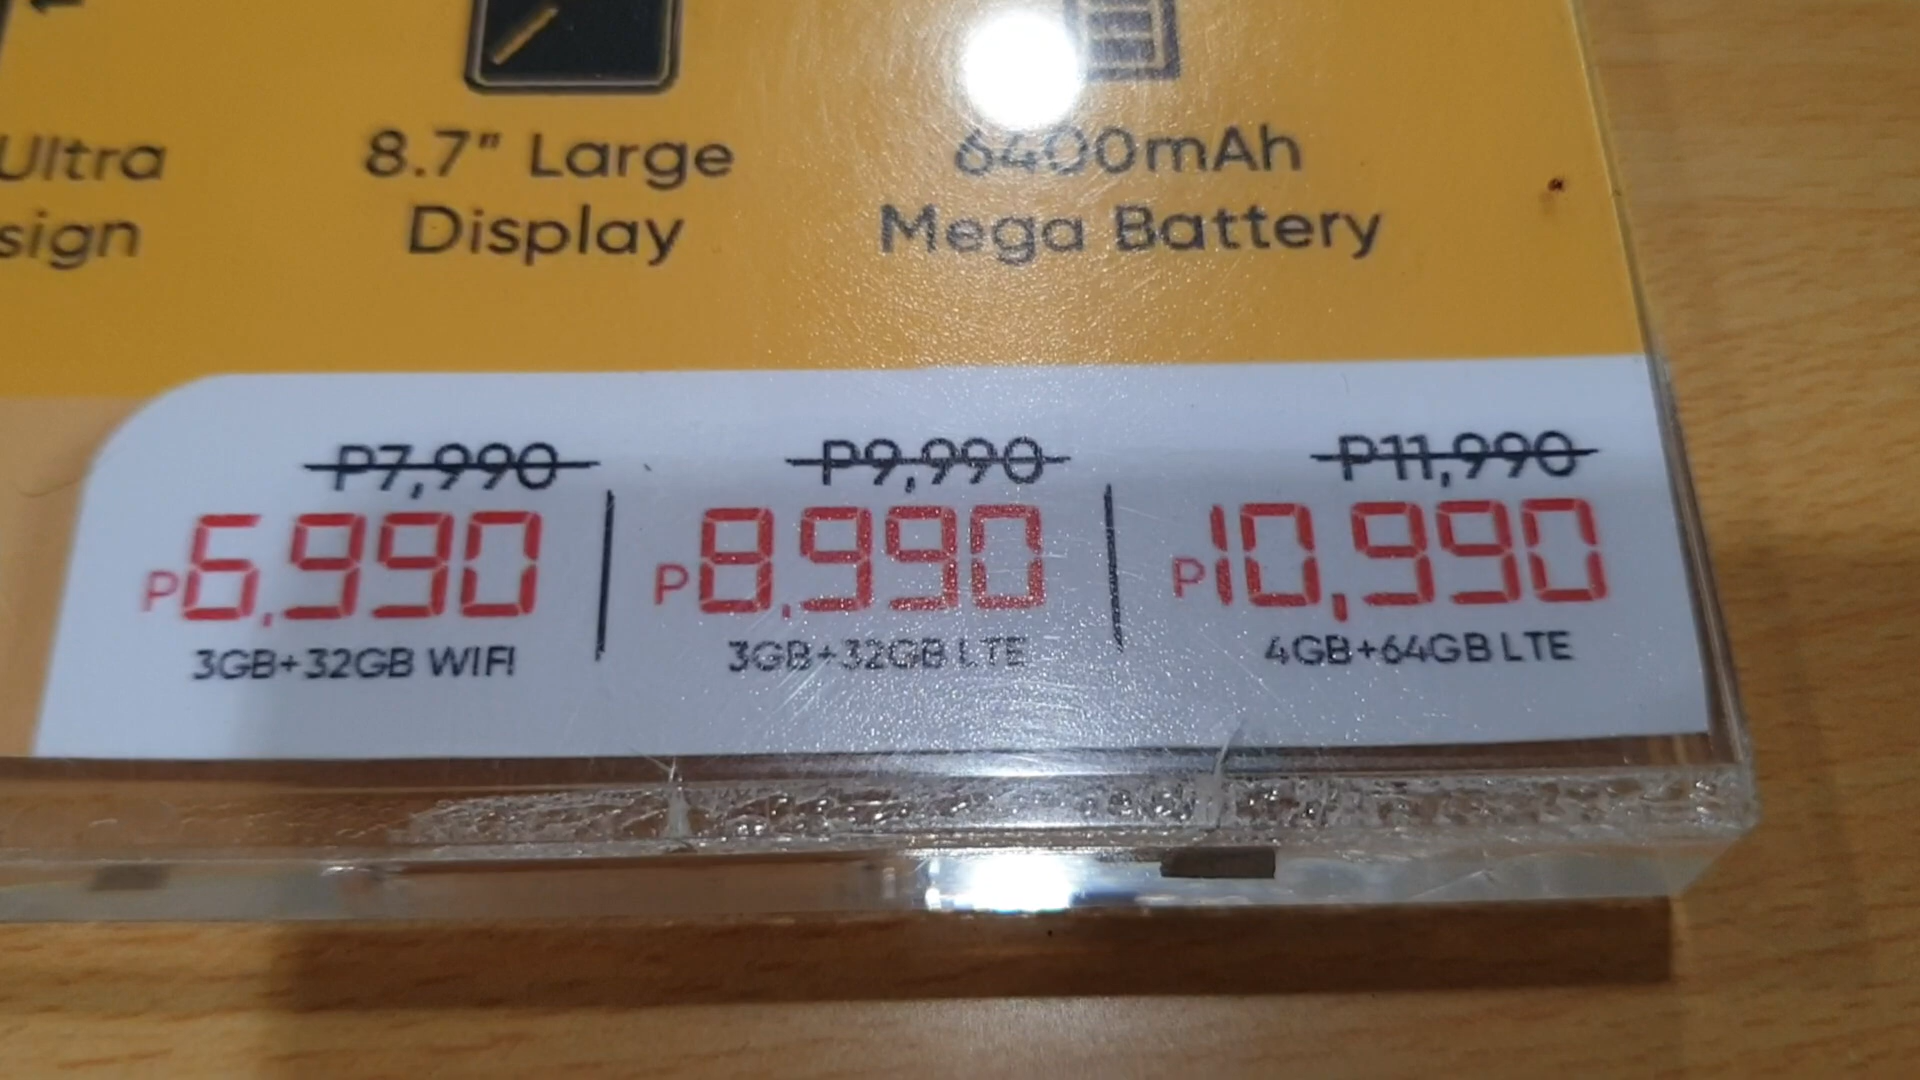 Ultra
sign
8.7" Large
Display
6400mAh
Mega Battery
P7,990
P6,990
3GB+32GB WIFI
P9,990
P8,990
3GB+32GB LTE
P11,990
P10,990
4GB+64GB LTE